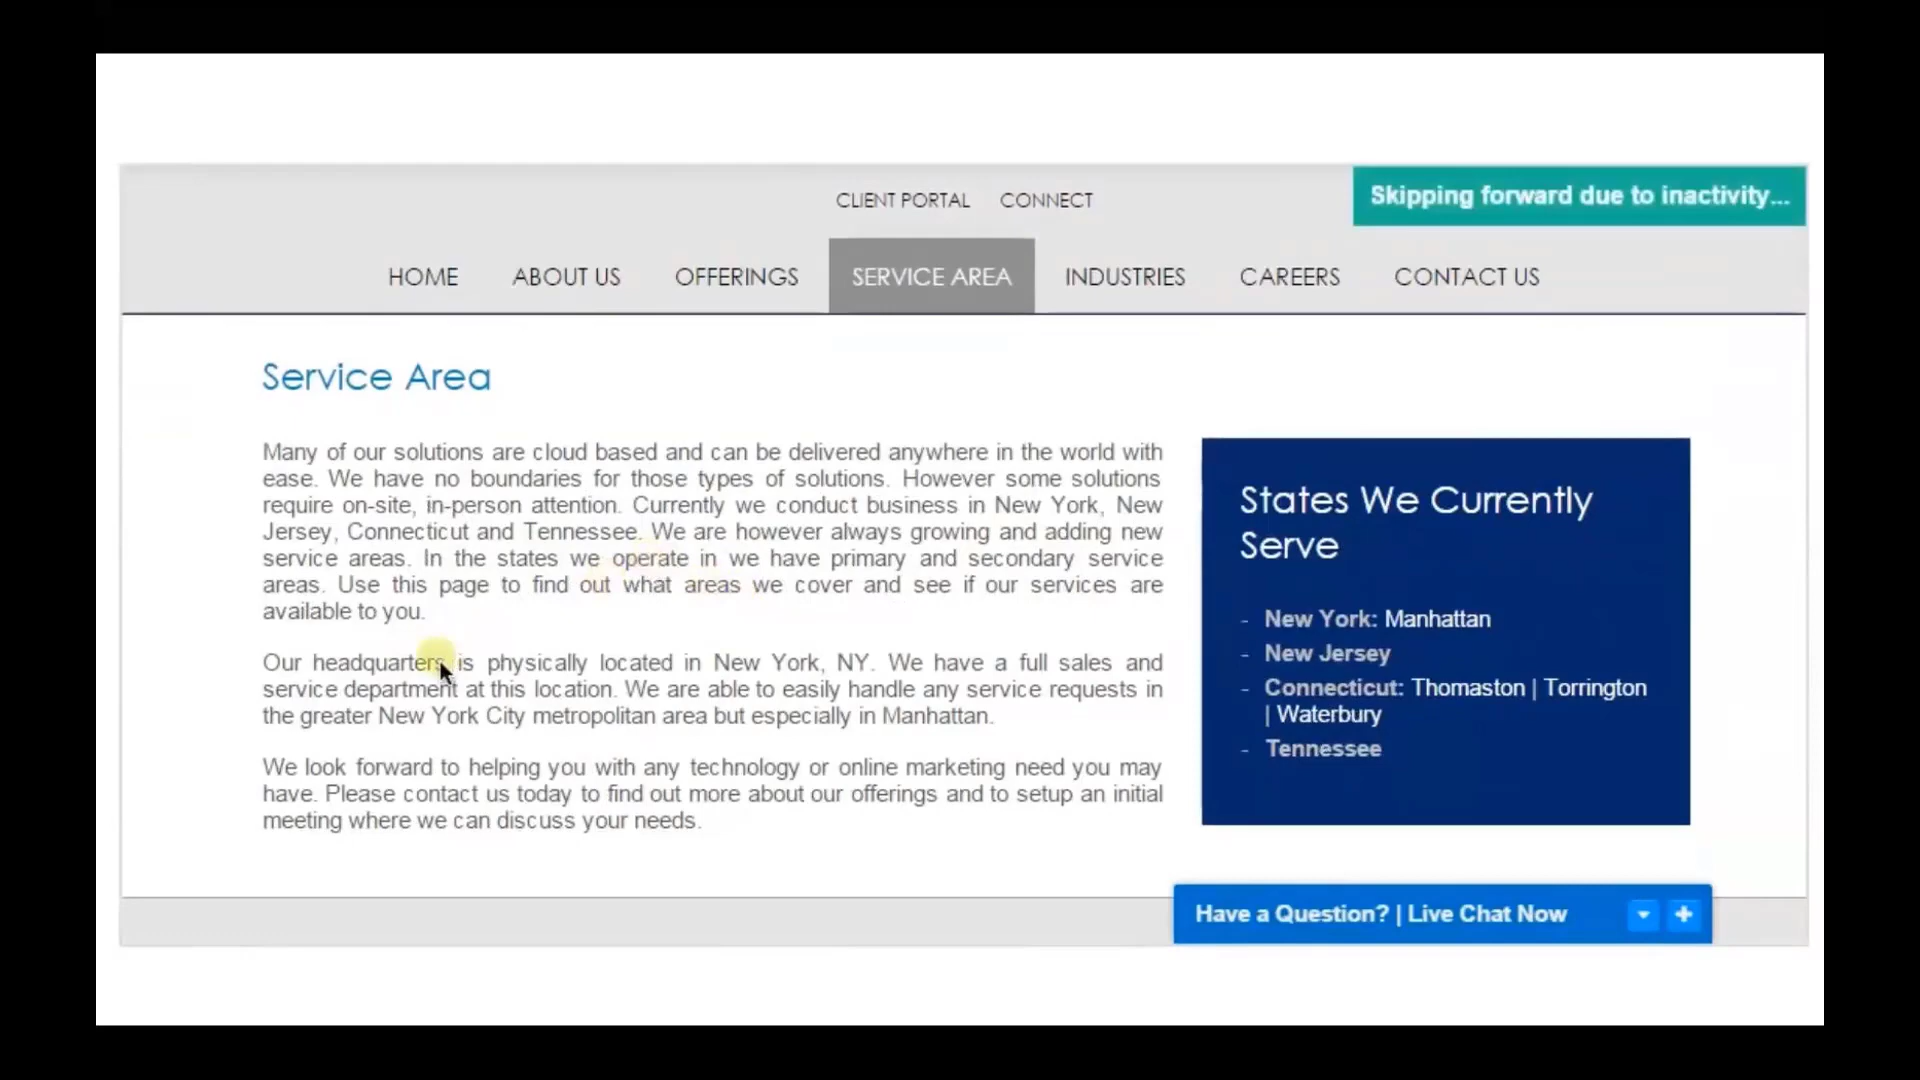 CLIENT PORTAL CONNECT
Skipping forward due to inactivity...
HOME ABOUT US OFFERINGS SERVICE AREA INDUSTRIES CAREERS CONTACT US
Service Area
Many of our solutions are cloud based and can be delivered anywhere in the world with
ease. We have no boundaries for those types of solutions. However some solutions
require on-site, in-person attention. Currently we conduct business in New York, New
Jersey, Connecticut and Tennessee. We are however always growing and adding new
service areas. In the states we operate in we have primary and secondary service
areas. Use this page to find out what areas we cover and see if our services are
available to you.
Our headquarters is physically located in New York, NY. We have a full sales and
service department at this location. We are able to easily handle any service requests in
the greater New York City metropolitan area but especially in Manhattan.
We look forward to helping you with any technology or online marketing need you may
have. Please contact us today to find out more about our offerings and to setup an initial
meeting where we can discuss your needs.
States We Currently
Serve
- New York: Manhattan
- New Jersey
- Connecticut: Thomaston | Torrington
| Waterbury
- Tennessee
Have a Question? | Live Chat Now